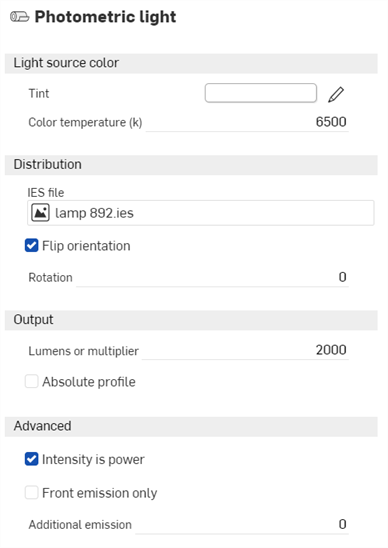 Photometric light
Light source color
Tint
Color temperature (k) 6500
Distribution
IES file
lamp 892.ies
Flip orientation
Rotation 0
Output
Lumens or multiplier 2000
Absolute profile
Advanced
Intensity is power
Front emission only
Additional emission 0